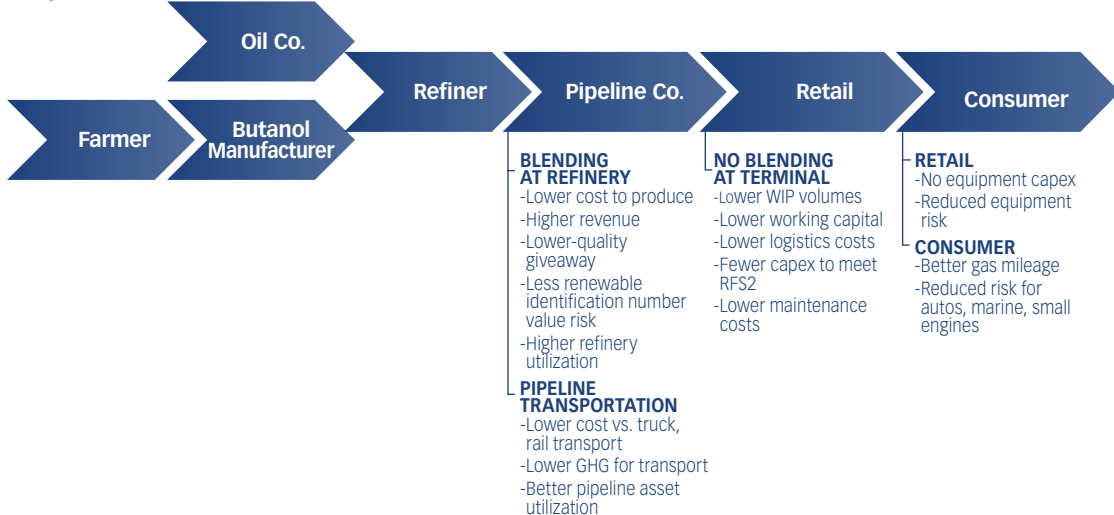 Oil Co.
Farmer
Butanol
Manufacturer
Refiner
Pipeline Co.
Retail
Consumer
BLENDING
AT REFINERY
-Lower cost to produce
-Higher revenue
-Lower-quality
giveaway
-Less renewable
identification number
value risk
-Higher refinery
utilization
PIPELINE
TRANSPORTATION
-Lower cost vs. truck,
rail transport
-Lower GHG for transport
-Better pipeline asset
utilization
NO BLENDING
AT TERMINAL
-Lower WIP volumes
-Lower working capital
-Lower logistics costs
-Fewer capex to meet
RFS2
-Lower maintenance
costs
RETAIL
-No equipment capex
-Reduced equipment
risk
CONSUMER
-Better gas mileage
-Reduced risk for
autos, marine, small
engines